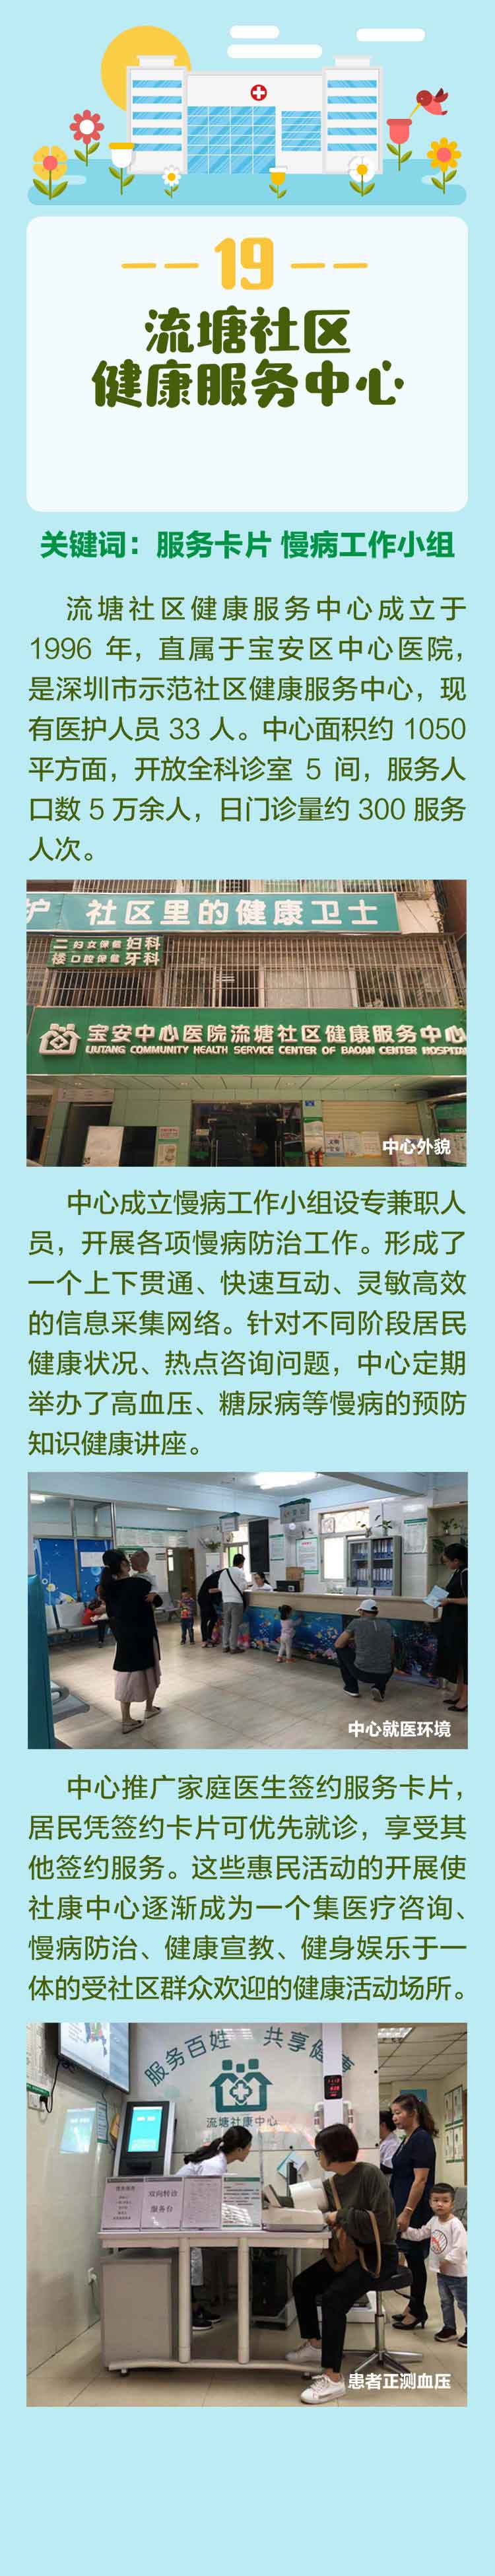 19
流塘社区
健康服务中心
关键词：服务卡片 慢病工作小组
流塘社区健康服务中心成立于
1996 年，直属于宝安区中心医院，
是深圳市示范社区健康服务中心，现
有医护人员 33 人。中心面积约 1050
平方面，开放全科诊室 5 间，服务人
口数 5 万余人，日门诊量约 300 服务
人次。
护 社区里的健康卫士
二 妇女保健 妇科
楼 口腔保健 牙科
宝安中心医院流塘社区健康服务中心
LIUTANG COMMUNITY HEALTH SERVICE CENTER OF BAOAN CENTER HOSPITA
中心外貌
中心成立慢病工作小组设专兼职人
员，开展各项慢病防治工作。形成了
一个上下贯通、快速互动、灵敏高效
的信息采集网络。针对不同阶段居民
健康状况、热点咨询问题，中心定期
举办了高血压、糖尿病等慢病的预防
知识健康讲座。
中心就医环境
中心推广家庭医生签约服务卡片，
居民凭签约卡片可优先就诊，享受其
他签约服务。这些惠民活动的开展使
社康中心逐渐成为一个集医疗咨询、
慢病防治、健康宣教、健身娱乐于一
体的受社区群众欢迎的健康活动场所。
服务百姓 共享健康
流塘社康中心
双向转诊
服务台
患者正测血压